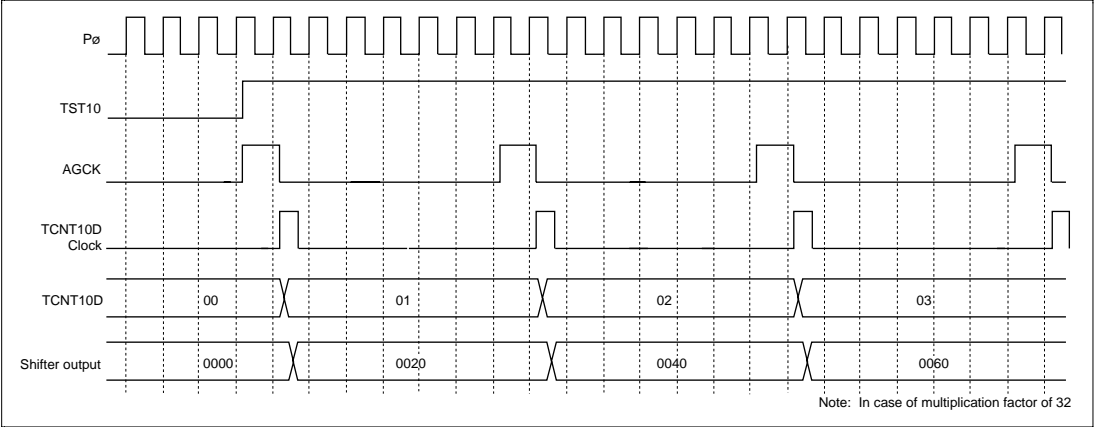 Pø
TST10
AGCK
TCNT10D
Clock
TCNT10D 00 01 02 03
Shifter output 0000 0020 0040 0060
Note: In case of multiplication factor of 32